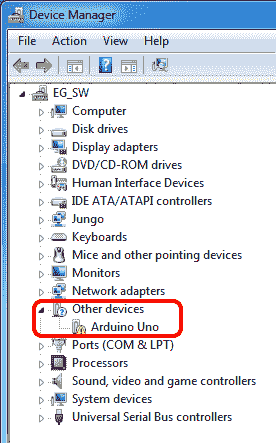 Device Manager
File Action View Help
EG_SW
Computer
Disk drives
Display adapters
DVD/CD-ROM drives
Human Interface Devices
IDE ATA/ATAPI controllers
Jungo
Keyboards
Mice and other pointing devices
Monitors
Network adapters
Other devices
Arduino Uno
Ports (COM & LPT)
Processors
Sound, video and game controllers
System devices
Universal Serial Bus controllers